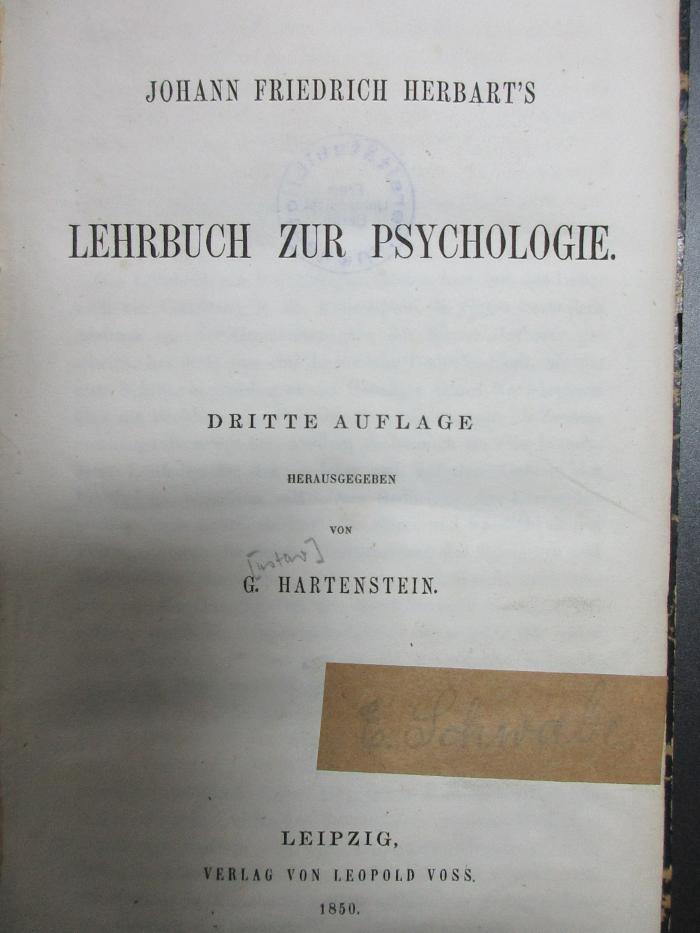 JOHANN FRIEDRICH HERBART'S
LEHRBUCH ZUR PSYCHOLOGIE.
DRITTE AUFLAGE
HERAUSGEGEBEN
VON
[ustav]
G. HARTENSTEIN.
E. Schwabe
LEIPZIG,
VERLAG VON LEOPOLD VOSS.
1850.